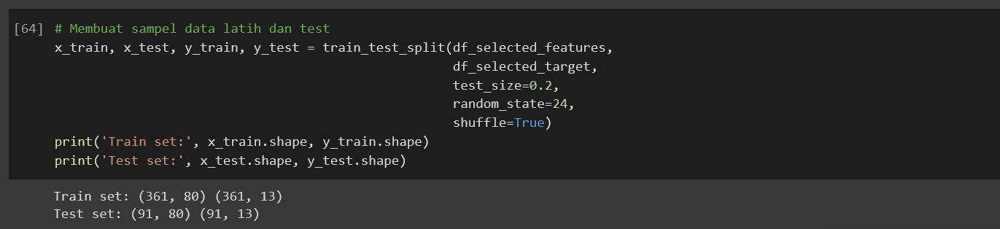 [64] # Membuat sampel data latih dan test
x_train, x_test, y_train, y_test = train_test_split(df_selected_features,
df_selected_target,
test_size=0.2,
random_state=24,
shuffle=True)
print('Train set:', x_train.shape, y_train.shape)
print('Test set:', x_test.shape, y_test.shape)
Train set: (361, 80) (361, 13)
Test set: (91, 80) (91, 13)